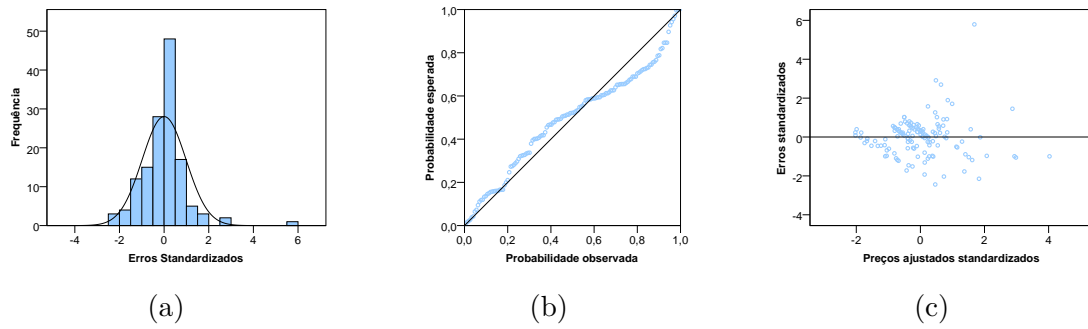 50
40
30
20
10
0
Frequência
-4 -2 0 2 4 6
Erros Standardizados
(a)
1,0
0,8
0,6
0,4
0,2
0,0
Probabilidade esperada
0,0 0,2 0,4 0,6 0,8 1,0
Probabilidade observada
(b)
6
4
2
0
-2
-4
Erros standardizados
-2 0 2 4
Preços ajustados standardizados
(c)